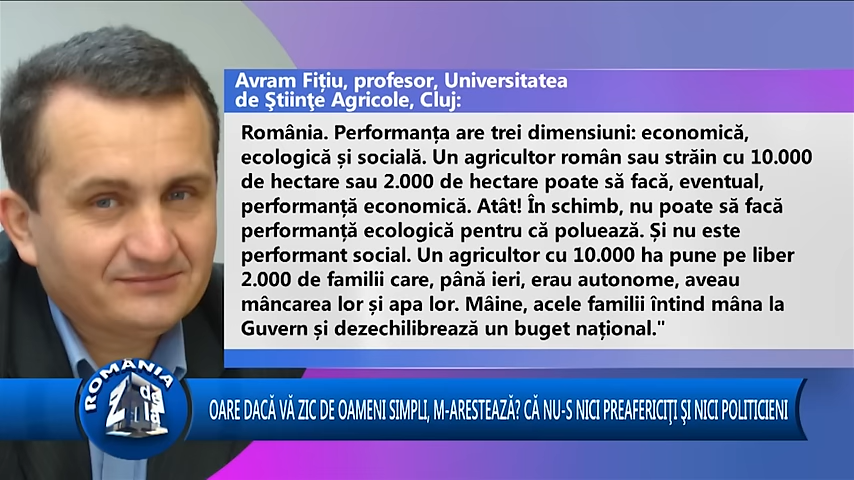 Avram Fițiu, profesor, Universitatea
de Ştiinţe Agricole, Cluj:
România. Performanța are trei dimensiuni: economică,
ecologică și socială. Un agricultor român sau străin cu 10.000
de hectare sau 2.000 de hectare poate să facă, eventual,
performanță economică. Atât! În schimb, nu poate să facă
performanță ecologică pentru că poluează. Și nu este
performant social. Un agricultor cu 10.000 ha pune pe liber
2.000 de familii care, până ieri, erau autonome, aveau
mâncarea lor și apa lor. Mâine, acele familii întind mâna la
Guvern și dezechilibrează un buget național."
ROMÂNIA
Z de la
OARE DACĂ VĂ ZIC DE OAMENI SIMPLI, M-ARESTEAZĂ? CĂ NU-S NICI PREAFERICIŢI ŞI NICI POLITICIENI